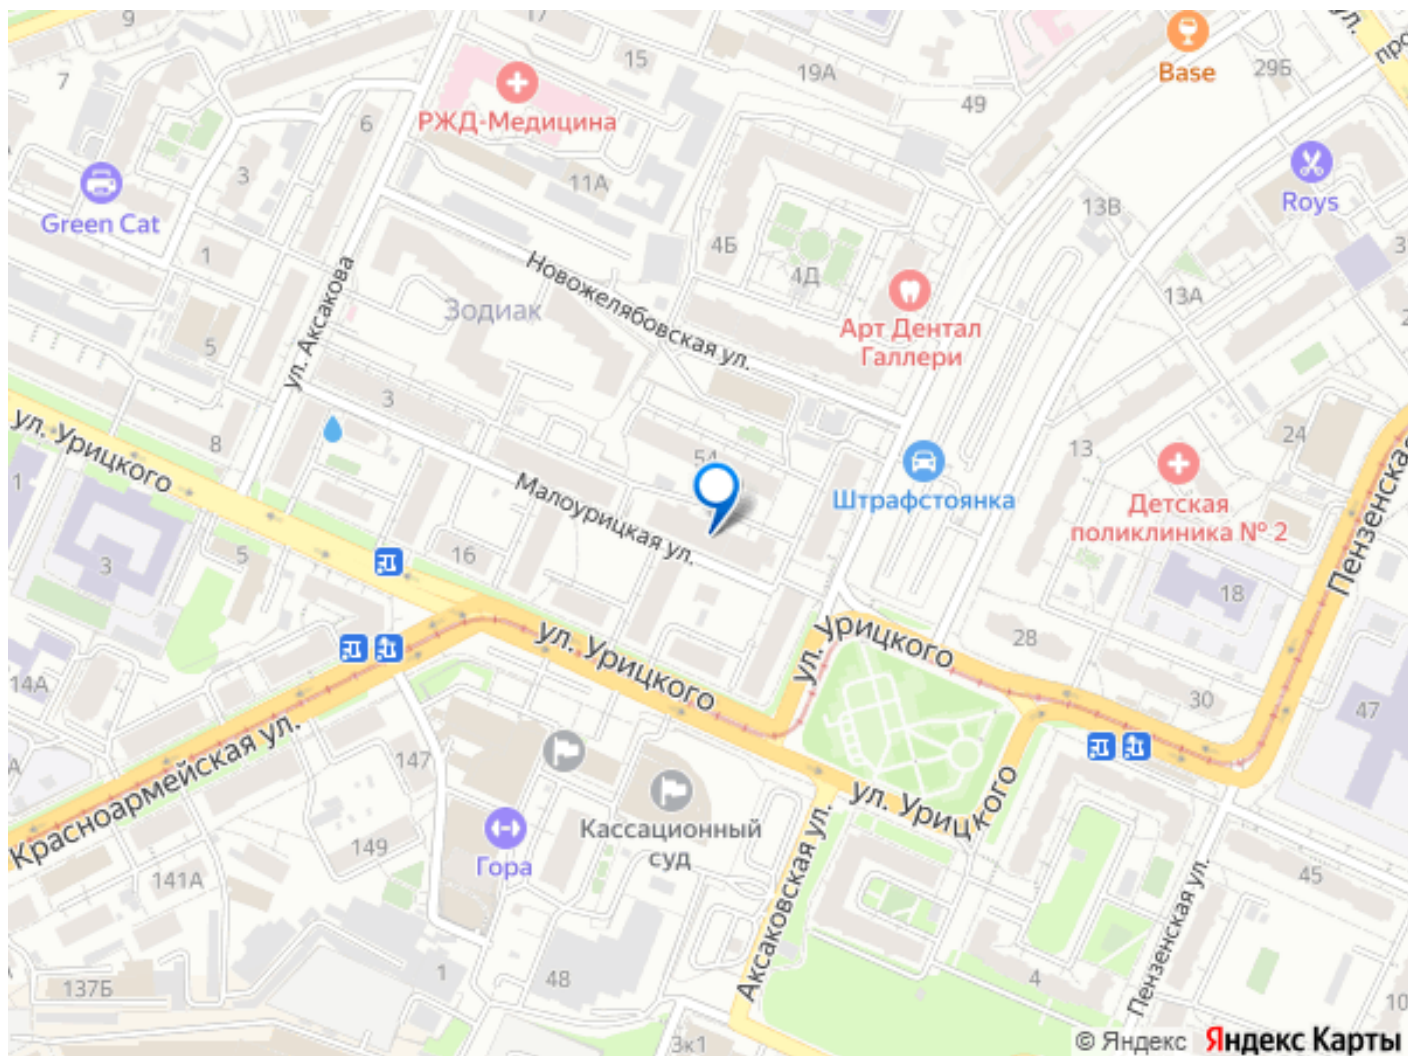 9
17
15
19А
49
Base
29Б
ул.
7
6
РЖД-Медицина
3
11А
Green Cat
Roys
13В
1
4Б
4Д
13А
Новожелябовская ул.
Зодиак
ул. Аксакова
5
Арт Дентал
Галлери
3
ул. Урицкого
8
54
13
24
Штрафстоянка
Детская
поликлиника № 2
Пензенская
Малоурицкая ул.
1
3
5
16
18
ул. Урицкого
ул. Урицкого
28
14А
30
47
Красноармейская ул.
147
149
141А
Гора
Кассационный
суд
ул. Урицкого
Аксаковская ул.
Пензенская ул.
45
1
48
4
137Б
3к1
10
© Яндекс Яндекс Карты